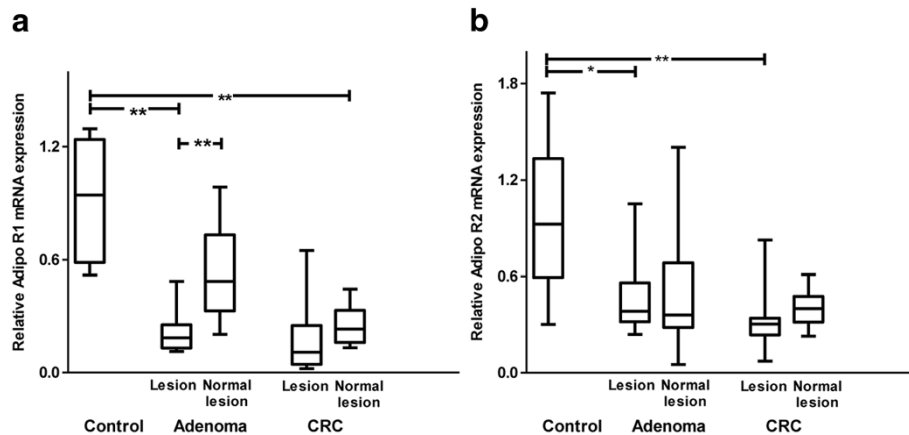 a
Relative Adipo R1 mRNA expression
1.2
0.6
0.0
**
**
**
Lesion Normal lesion
Lesion Normal lesion
Control Adenoma CRC
b
Relative Adipo R2 mRNA expression
1.8
1.2
0.6
0.0
**
*
Lesion Normal lesion
Lesion Normal lesion
Control Adenoma CRC